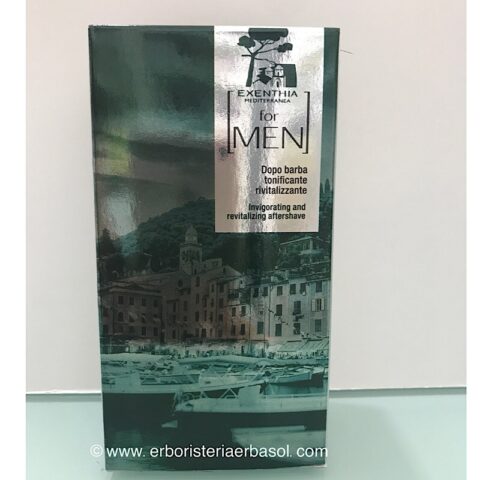 EXENTHIA
MEDITERRANEA
[for
MEN]
Dopo barba
tonificante
rivitalizzante
Invigorating and
revitalizing aftershave
© www. erboristeriaerbasol. com